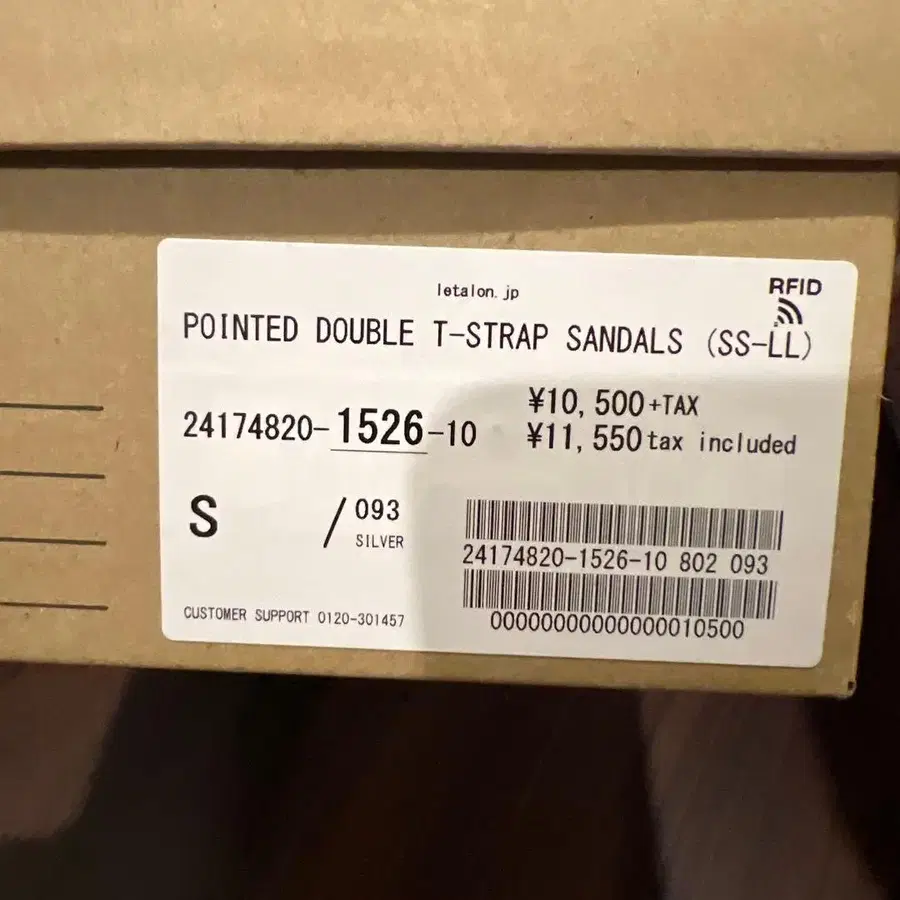 letalon.jp
RFID
POINTED DOUBLE T-STRAP SANDALS (SS-LL)
24174820-1526-10
¥10,500+TAX
¥11,550 tax included
S / 093
SILVER
24174820-1526-10 802 093
00000000000000010500
CUSTOMER SUPPORT 0120-301457